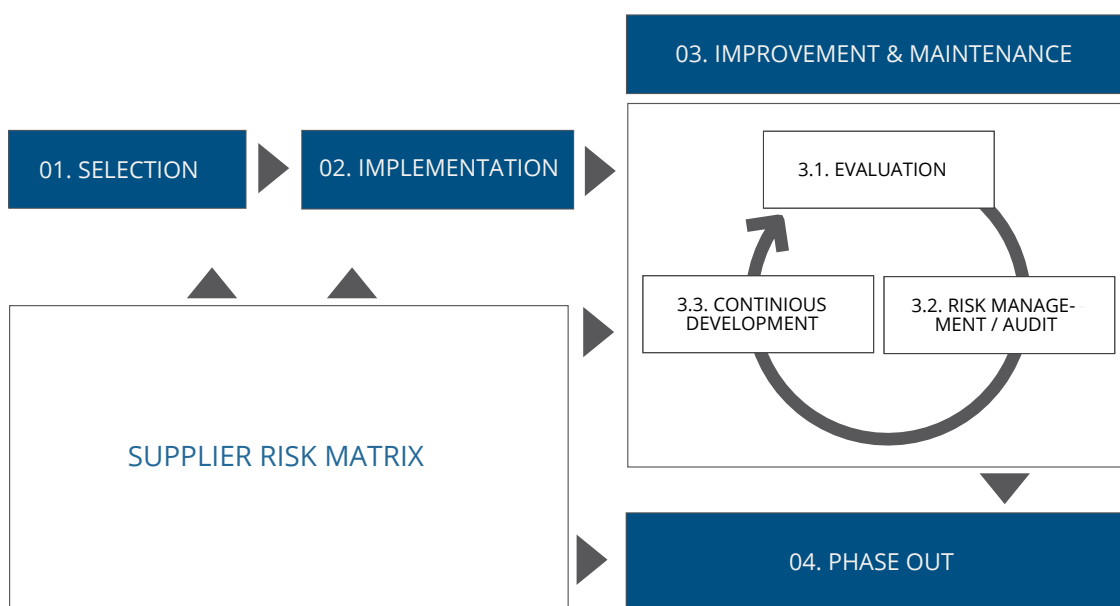 03. IMPROVEMENT & MAINTENANCE
01. SELECTION
02. IMPLEMENTATION
3.1. EVALUATION
3.3. CONTINIOUS
DEVELOPMENT
3.2. RISK MANAGE-
MENT / AUDIT
SUPPLIER RISK MATRIX
04. PHASE OUT